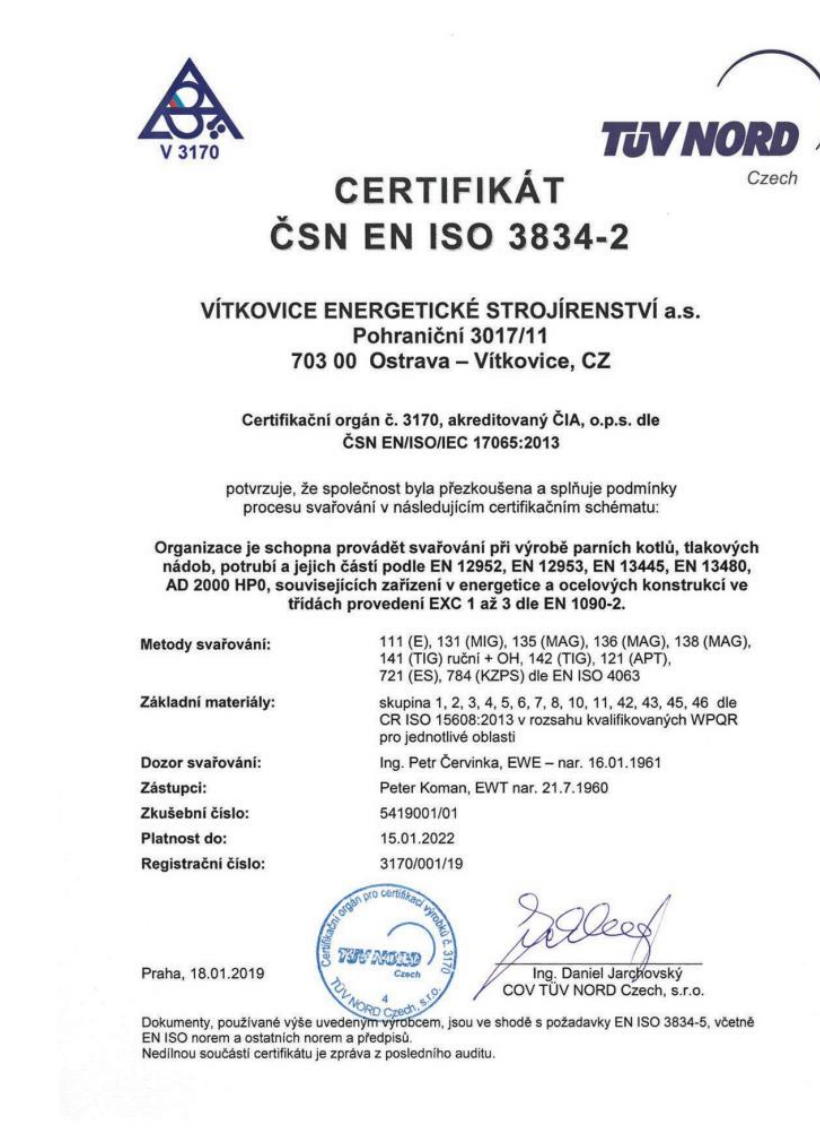 V 3170
TÜV NORD
Czech
CERTIFIKÁT
ČSN EN ISO 3834-2
VÍTKOVICE ENERGETICKÉ STROJÍRENSTVÍ a.s.
Pohraniční 3017/11
703 00 Ostrava – Vítkovice, CZ
Certifikační orgán č. 3170, akreditovaný ČIA, o.p.s. dle
ČSN EN/ISO/IEC 17065:2013
potvrzuje, že společnost byla přezkoušena a splňuje podmínky
procesu svařování v následujícím certifikačním schématu:
Organizace je schopna provádět svařování při výrobě parních kotlů, tlakových
nádob, potrubí a jejich částí podle EN 12952, EN 12953, EN 13445, EN 13480,
AD 2000 HP0, souvisejících zařízení v energetice a ocelových konstrukcí ve
třídách provedení EXC 1 až 3 dle EN 1090-2.
Metody svařování: 111 (E), 131 (MIG), 135 (MAG), 136 (MAG), 138 (MAG),
141 (TIG) ruční + OH, 142 (TIG), 121 (APT),
721 (ES), 784 (KZPS) dle EN ISO 4063
Základní materiály: skupina 1, 2, 3, 4, 5, 6, 7, 8, 10, 11, 42, 43, 45, 46 dle
CR ISO 15608:2013 v rozsahu kvalifikovaných WPQR
pro jednotlivé oblasti
Dozor svařování: Ing. Petr Červinka, EWE – nar. 16.01.1961
Zástupci: Peter Koman, EWT nar. 21.7.1960
Zkušební číslo: 5419001/01
Platnost do: 15.01.2022
Registrační číslo: 3170/001/19
Certifikační orgán pro certifikaci výrobků č. 3170
TÜV NORD
Czech
4
TÜV NORD Czech, s.r.o.
Praha, 18.01.2019
Ing. Daniel Jarchovský
COV TÜV NORD Czech, s.r.o.
Dokumenty, používané výše uvedeným výrobcem, jsou ve shodě s požadavky EN ISO 3834-5, včetně
EN ISO norem a ostatních norem a předpisů.
Nedílnou součástí certifikátu je zpráva z posledního auditu.